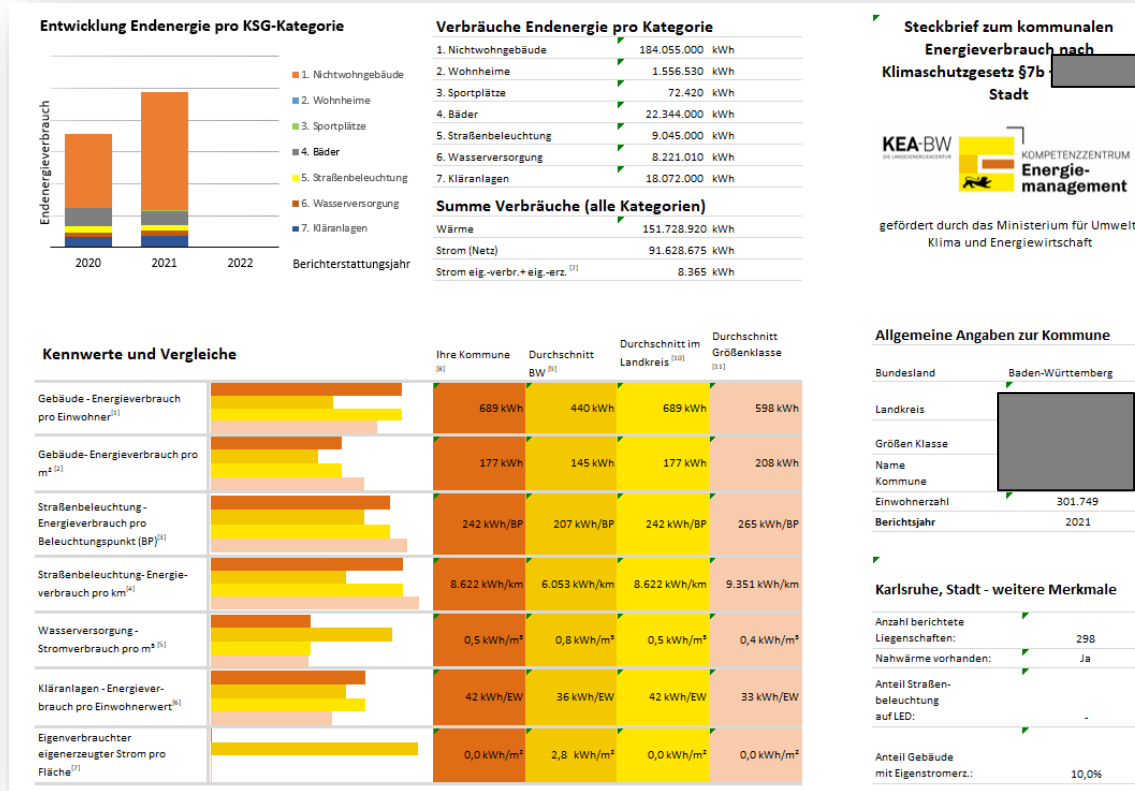 Entwicklung Endenergie pro KSG-Kategorie
Endenergieverbrauch
1. Nichtwohngebäude
2. Wohnheime
3. Sportplätze
4. Bäder
5. Straßenbeleuchtung
6. Wasserversorgung
7. Kläranlagen
2020 2021 2022 Berichterstattungsjahr
Verbräuche Endenergie pro Kategorie
1. Nichtwohngebäude 184.055.000 kWh
2. Wohnheime 1.556.530 kWh
3. Sportplätze 72.420 kWh
4. Bäder 22.344.000 kWh
5. Straßenbeleuchtung 9.045.000 kWh
6. Wasserversorgung 8.221.010 kWh
7. Kläranlagen 18.072.000 kWh
Summe Verbräuche (alle Kategorien)
Wärme 151.728.920 kWh
Strom (Netz) 91.628.675 kWh
Strom eig.-verbr.+ eig.-erz. [7] 8.365 kWh
Steckbrief zum kommunalen
Energieverbrauch nach
Klimaschutzgesetz §7b -
Stadt
KEA-BW
DIE LANDESENERGIEAGENTUR
KOMPETENZZENTRUM
Energie-
management
gefördert durch das Ministerium für Umwelt
Klima und Energiewirtschaft
Kennwerte und Vergleiche
Ihre Kommune
[8]
Durchschnitt
BW [9]
Durchschnitt im
Landkreis [10]
Durchschnitt
Größenklasse
[11]
Gebäude - Energieverbrauch
pro Einwohner[1]
689 kWh 440 kWh 689 kWh 598 kWh
Gebäude- Energieverbrauch pro
m² [2]
177 kWh 145 kWh 177 kWh 208 kWh
Straßenbeleuchtung -
Energieverbrauch pro
Beleuchtungspunkt (BP)[3]
242 kWh/BP 207 kWh/BP 242 kWh/BP 265 kWh/BP
Straßenbeleuchtung- Energie-
verbrauch pro km[4]
8.622 kWh/km 6.053 kWh/km 8.622 kWh/km 9.351 kWh/km
Wasserversorgung -
Stromverbrauch pro m³ [5]
0,5 kWh/m³ 0,8 kWh/m³ 0,5 kWh/m³ 0,4 kWh/m³
Kläranlagen - Energiever-
brauch pro Einwohnerwert[6]
42 kWh/EW 36 kWh/EW 42 kWh/EW 33 kWh/EW
Eigenverbrauchter
eigenerzeugter Strom pro
Fläche[7]
0,0 kWh/m² 2,8 kWh/m² 0,0 kWh/m² 0,0 kWh/m²
Allgemeine Angaben zur Kommune
Bundesland Baden-Württemberg
Landkreis
Größen Klasse
Name
Kommune
Einwohnerzahl 301.749
Berichtsjahr 2021
Karlsruhe, Stadt - weitere Merkmale
Anzahl berichtete
Liegenschaften: 298
Nahwärme vorhanden: Ja
Anteil Straßen-
beleuchtung
auf LED: -
Anteil Gebäude
mit Eigenstromerz.: 10,0%